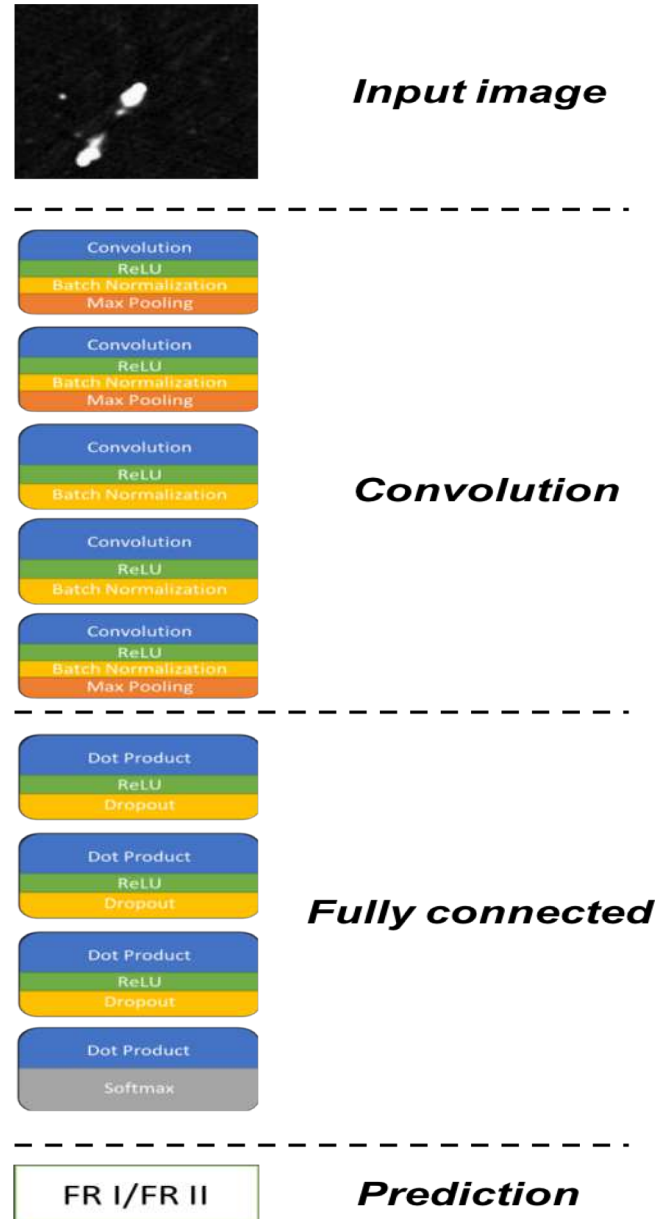 Input image
Convolution
ReLU
Batch Normalization
Max Pooling
Convolution
ReLU
Batch Normalization
Max Pooling
Convolution
ReLU
Batch Normalization
Convolution
Convolution
ReLU
Batch Normalization
Convolution
ReLU
Batch Normalization
Max Pooling
Dot Product
ReLU
Dropout
Dot Product
ReLU
Dropout
Fully connected
Dot Product
ReLU
Dropout
Dot Product
Softmax
FR I/FR II
Prediction